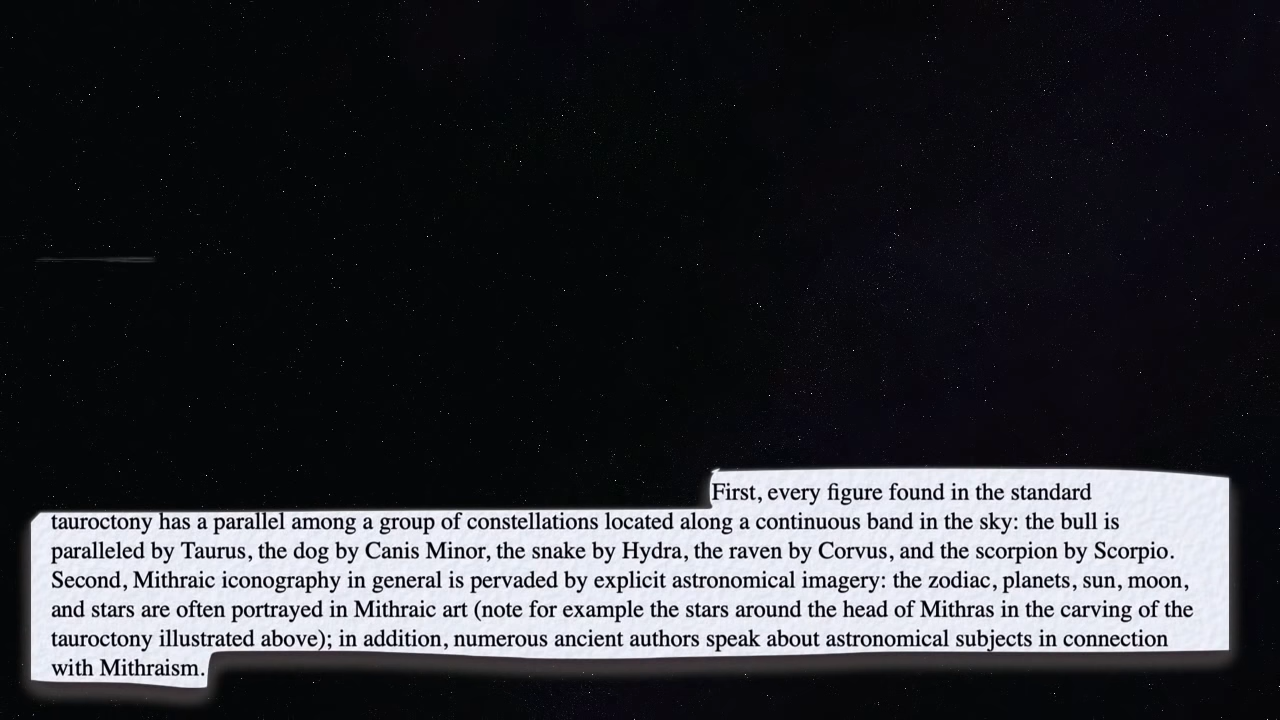 First, every figure found in the standard
tauroctony has a parallel among a group of constellations located along a continuous band in the sky: the bull is
paralleled by Taurus, the dog by Canis Minor, the snake by Hydra, the raven by Corvus, and the scorpion by Scorpio.
Second, Mithraic iconography in general is pervaded by explicit astronomical imagery: the zodiac, planets, sun, moon,
and stars are often portrayed in Mithraic art (note for example the stars around the head of Mithras in the carving of the
tauroctony illustrated above); in addition, numerous ancient authors speak about astronomical subjects in connection
with Mithraism.